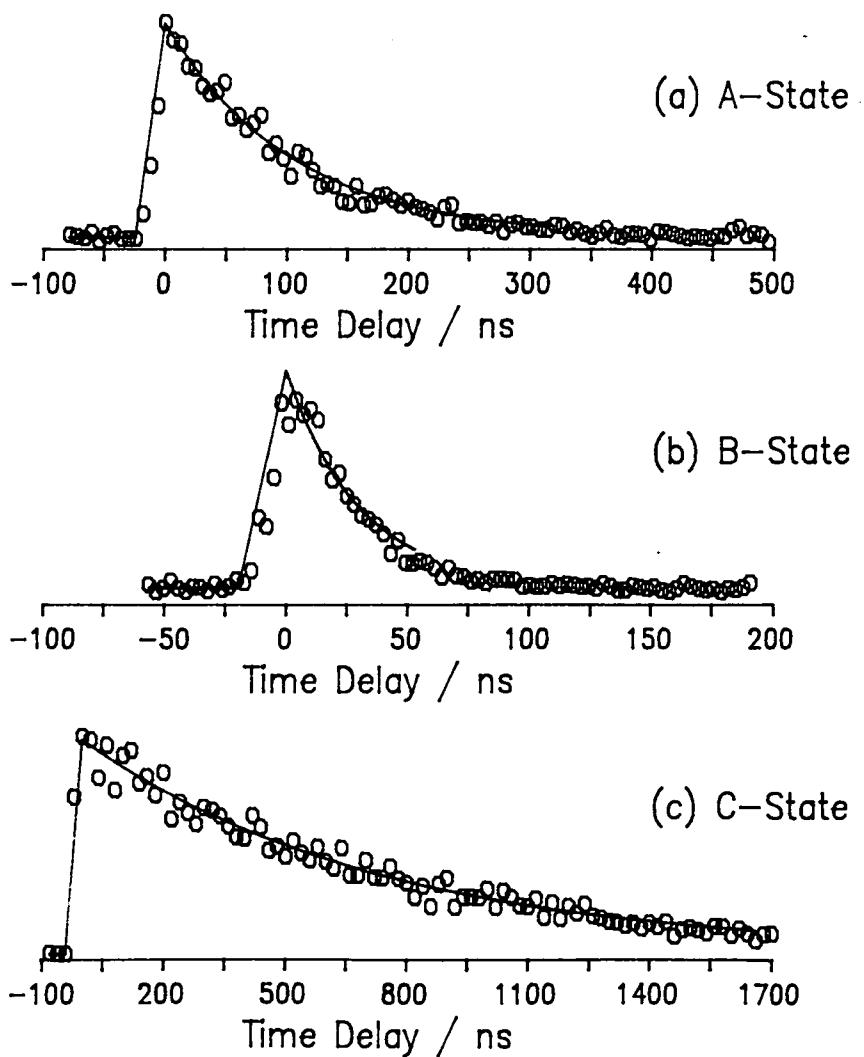 (a) A-State
-100 0 100 200 300 400 500
Time Delay / ns
(b) B-State
-100 -50 0 50 100 150 200
Time Delay / ns
(c) C-State
-100 200 500 800 1100 1400 1700
Time Delay / ns